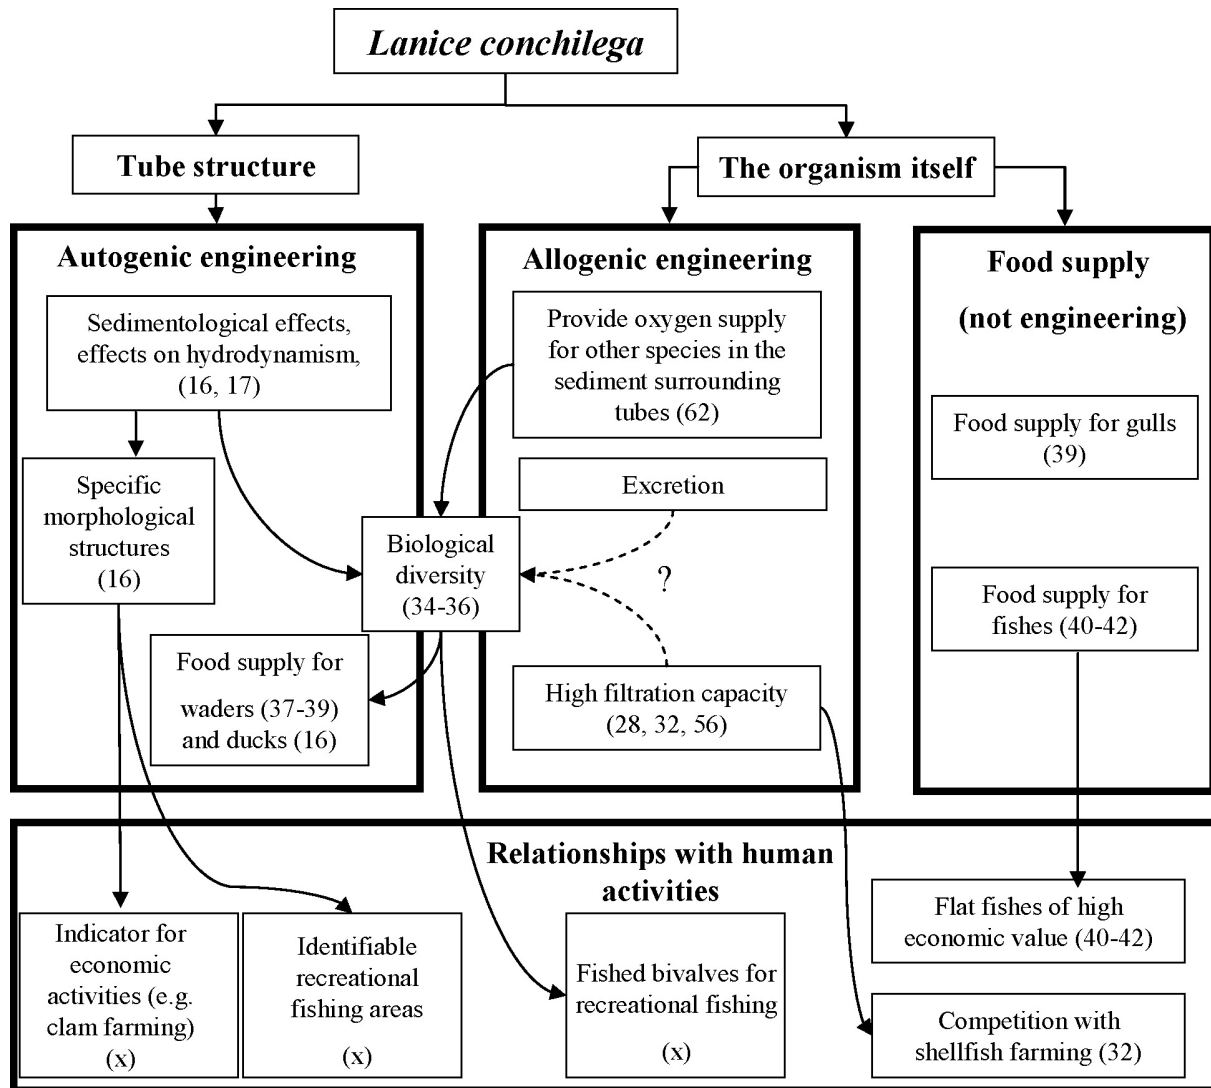 Lanice conchilega
Tube structure
The organism itself
Autogenic engineering
Sedimentological effects,
effects on hydrodynamism,
(16, 17)
Specific
morphological
structures
(16)
Biological
diversity
(34-36)
Food supply for
waders (37-39)
and ducks (16)
Allogenic engineering
Provide oxygen supply
for other species in the
sediment surrounding
tubes (62)
Excretion
?
High filtration capacity
(28, 32, 56)
Food supply
(not engineering)
Food supply for gulls
(39)
Food supply for
fishes (40-42)
Relationships with human
activities
Indicator for
economic
activities (e.g.
clam farming)
(x)
Identifiable
recreational
fishing areas
(x)
Fished bivalves for
recreational fishing
(x)
Flat fishes of high
economic value (40-42)
Competition with
shellfish farming (32)